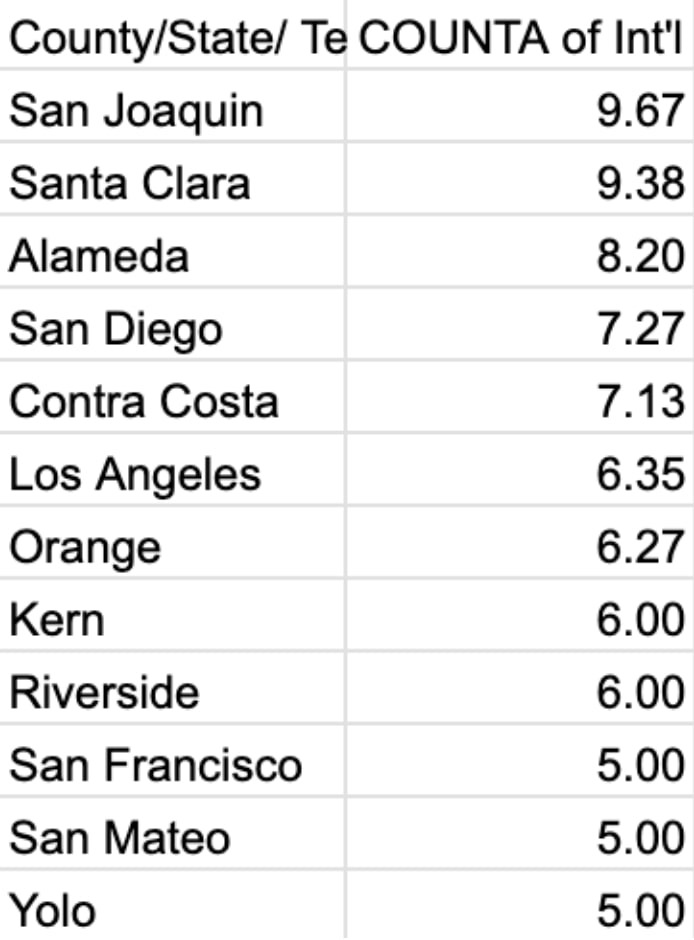 County/State/ Te COUNTA of Int'l
San Joaquin 9.67
Santa Clara 9.38
Alameda 8.20
San Diego 7.27
Contra Costa 7.13
Los Angeles 6.35
Orange 6.27
Kern 6.00
Riverside 6.00
San Francisco 5.00
San Mateo 5.00
Yolo 5.00